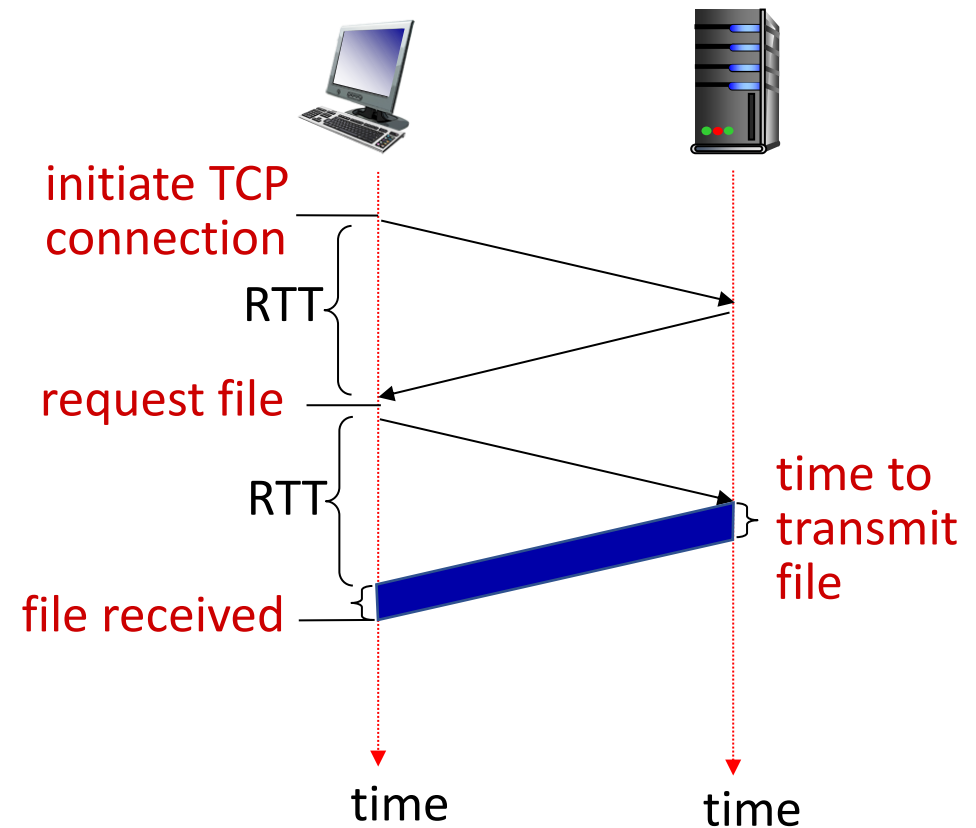 initiate TCP
connection
RTT
request file
RTT
time to
transmit
file
file received
time
time